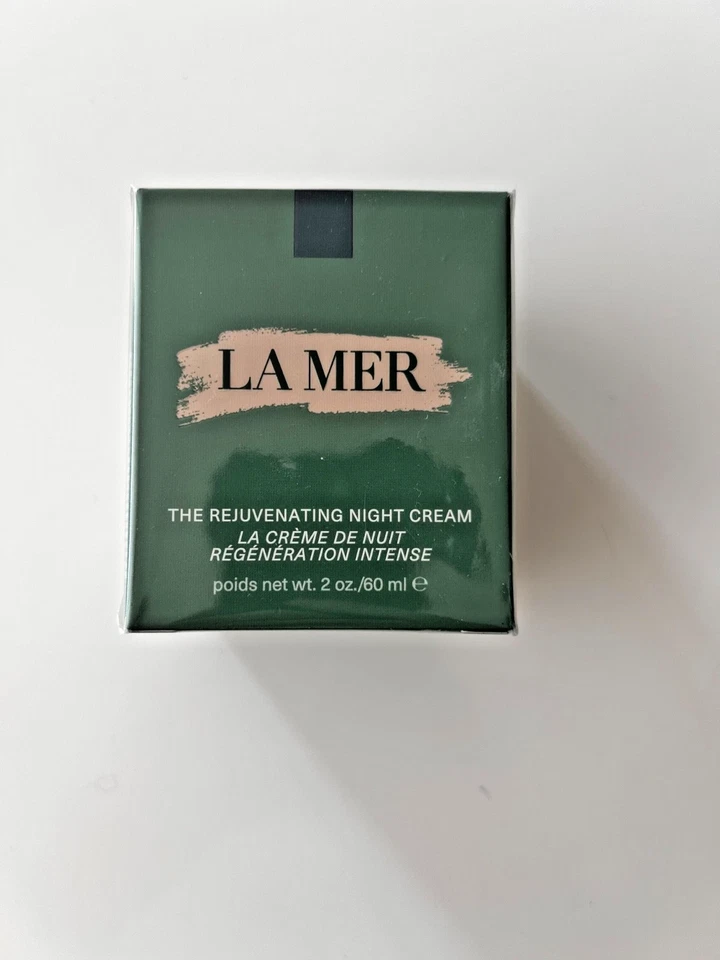 LA MER
THE REJUVENATING NIGHT CREAM
LA CRÈME DE NUIT
RÉGÉNÉRATION INTENSE
poids net wt. 2 oz./60 ml ℮